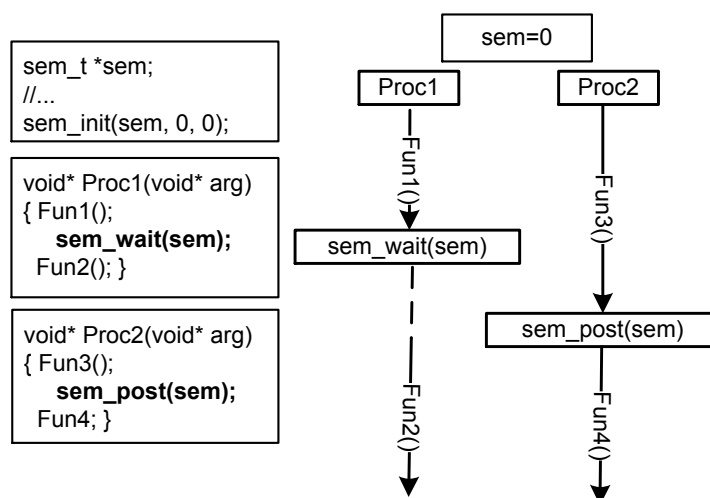 sem_t *sem;
//...
sem_init(sem, 0, 0);
void* Proc1(void* arg)
{ Fun1();
sem_wait(sem);
Fun2(); }
void* Proc2(void* arg)
{ Fun3();
sem_post(sem);
Fun4; }
sem=0
Proc1
Proc2
Fun1()
Fun3()
sem_wait(sem)
sem_post(sem)
Fun2()
Fun4()